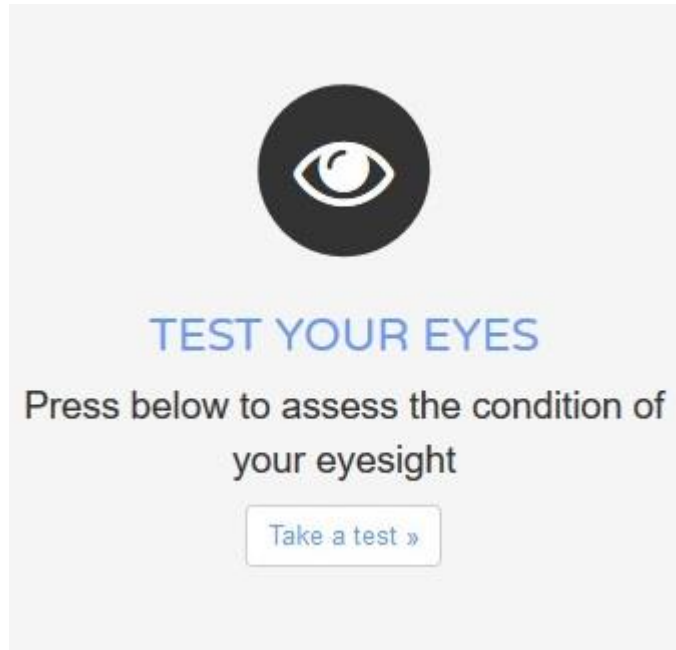 TEST YOUR EYES
Press below to assess the condition of
your eyesight
Take a test »